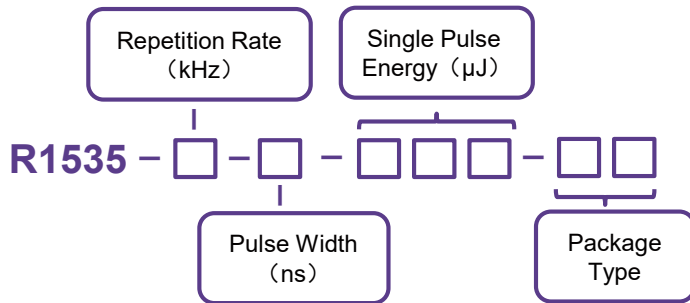 Repetition Rate
（kHz）
Single Pulse
Energy（µJ）
R1535 – □ – □ – □□□ – □□
Pulse Width
（ns）
Package
Type